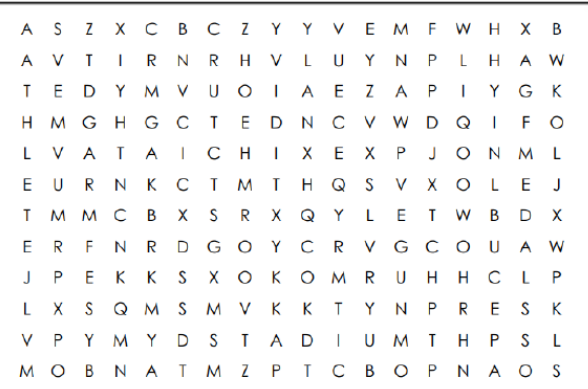 A S Z X C B C Z Y Y V E M F W H X B
A V T I R N R H V L U Y N P L H A W
T E D Y M V U O I A E Z A P I Y G K
H M G H G C T E D N C V W D Q I F O
L V A T A I C H I X E X P J O N M L
E U R N K C T M T H Q S V X O L E J
T M M C B X S R X Q Y L E T W B D X
E R F N R D G O Y C R V G C O U A W
J P E K K S X O K O M R U H H C L P
L X S Q M S M V K K T Y N P R E S K
V P Y M Y D S T A D I U M T H P S L
M O B N A T M Z P T C B O P N A O S